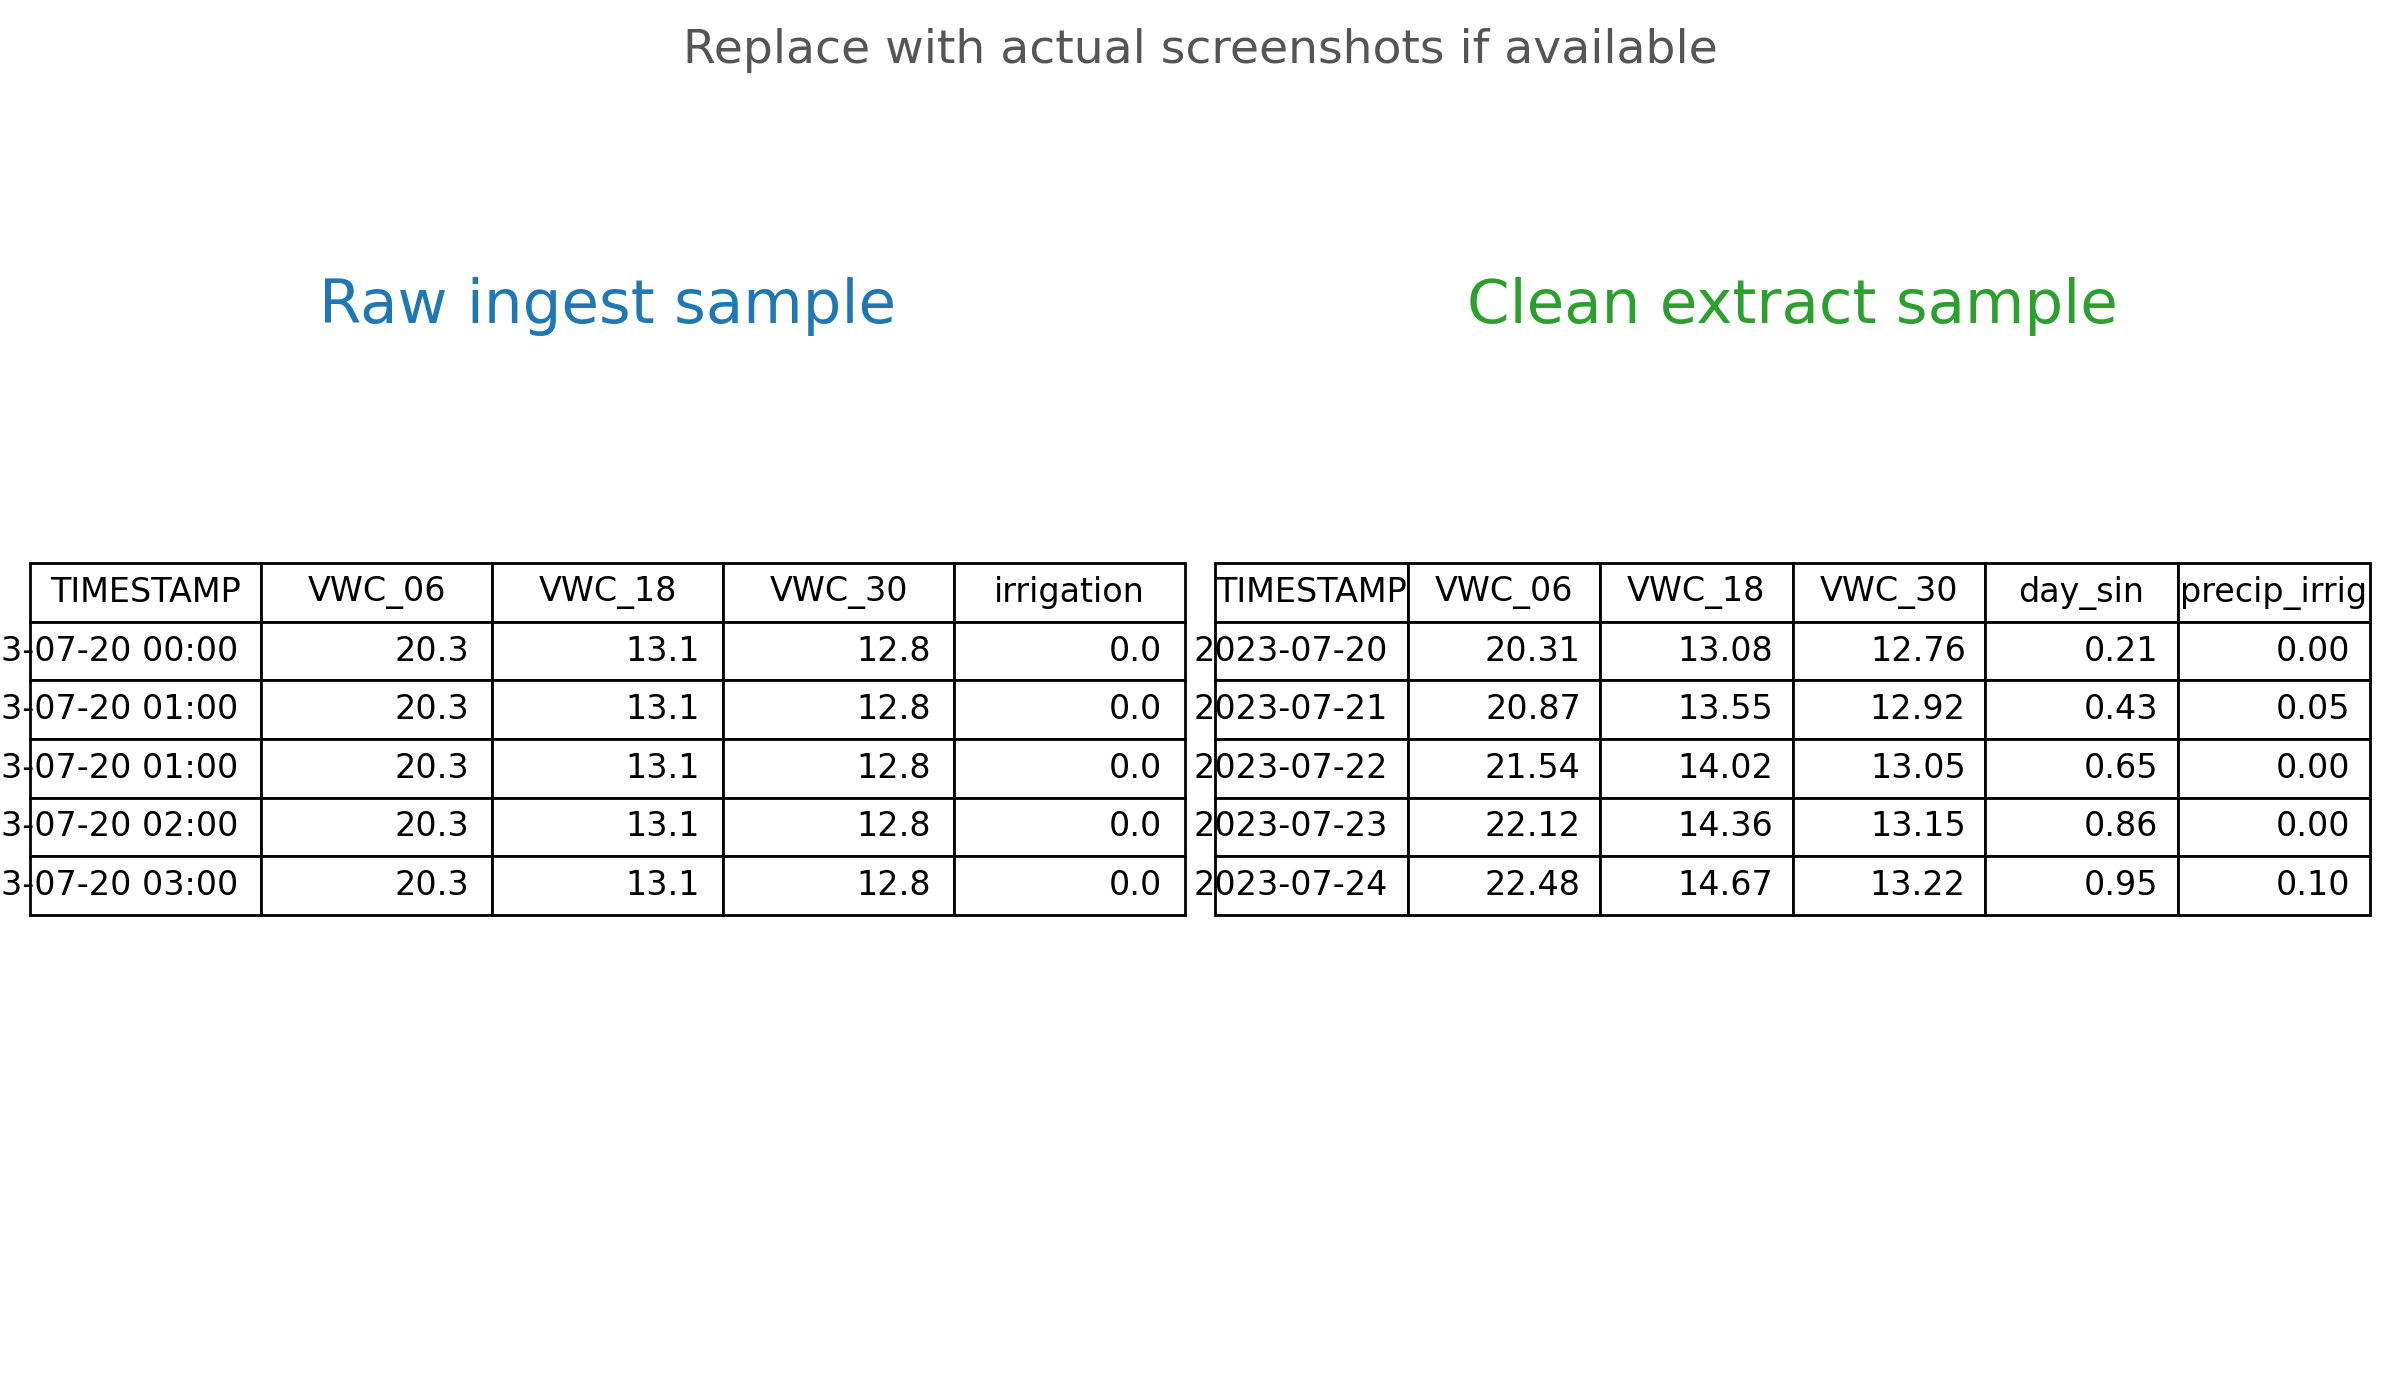 Replace with actual screenshots if available
Raw ingest sample
Clean extract sample
TIMESTAMP VWC_06 VWC_18 VWC_30 irrigation
3-07-20 00:00 20.3 13.1 12.8 0.0
3-07-20 01:00 20.3 13.1 12.8 0.0
3-07-20 01:00 20.3 13.1 12.8 0.0
3-07-20 02:00 20.3 13.1 12.8 0.0
3-07-20 03:00 20.3 13.1 12.8 0.0
TIMESTAMP VWC_06 VWC_18 VWC_30 day_sin precip_irrig
2023-07-20 20.31 13.08 12.76 0.21 0.00
2023-07-21 20.87 13.55 12.92 0.43 0.05
2023-07-22 21.54 14.02 13.05 0.65 0.00
2023-07-23 22.12 14.36 13.15 0.86 0.00
2023-07-24 22.48 14.67 13.22 0.95 0.10